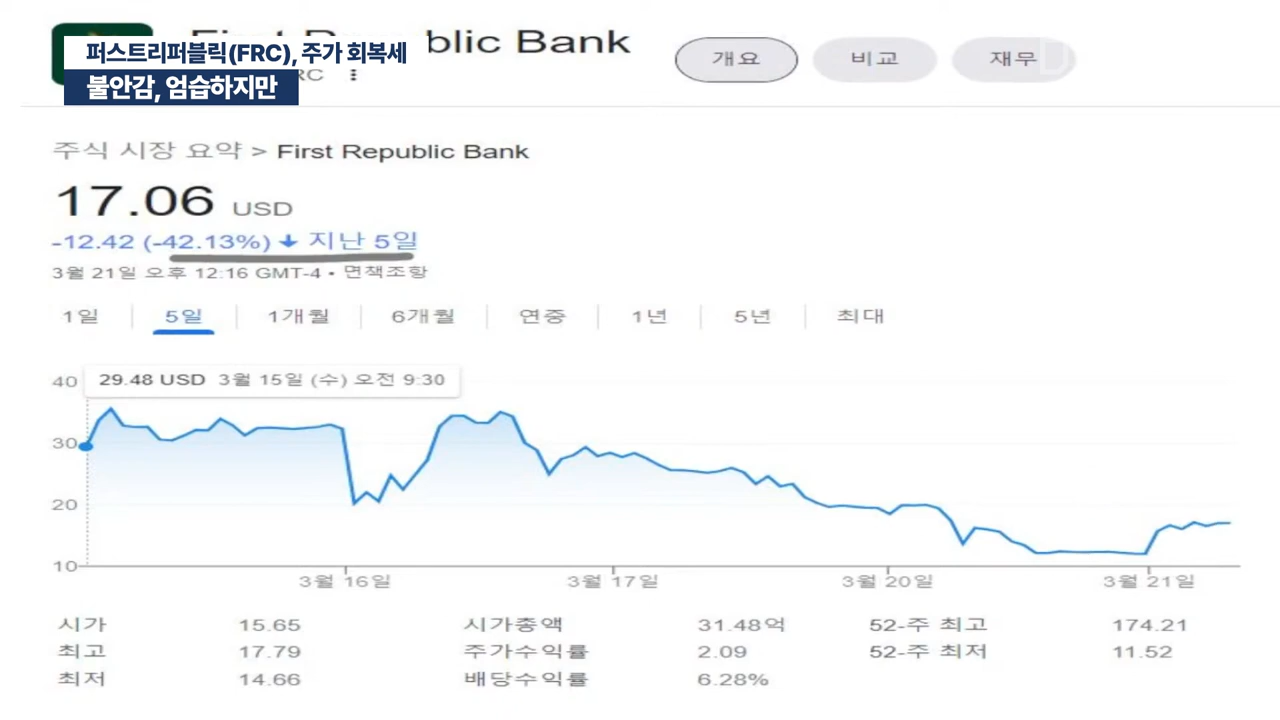 퍼스트리퍼블릭(FRC), 주가 회복세
불안감, 엄습하지만
blic Bank
RC
개요 비교 재무
주식 시장 요약 > First Republic Bank
17.06 USD
-12.42 (-42.13%) ↓ 지난 5일
3월 21일 오후 12:16 GMT-4 • 면책조항
1일 5일 1개월 6개월 연중 1년 5년 최대
29.48 USD 3월 15일 (수) 오전 9:30
40
30
20
10
3월 16일 3월 17일 3월 20일 3월 21일
시가 15.65 시가총액 31.48억 52-주 최고 174.21
최고 17.79 주가수익률 2.09 52-주 최저 11.52
최저 14.66 배당수익률 6.28%